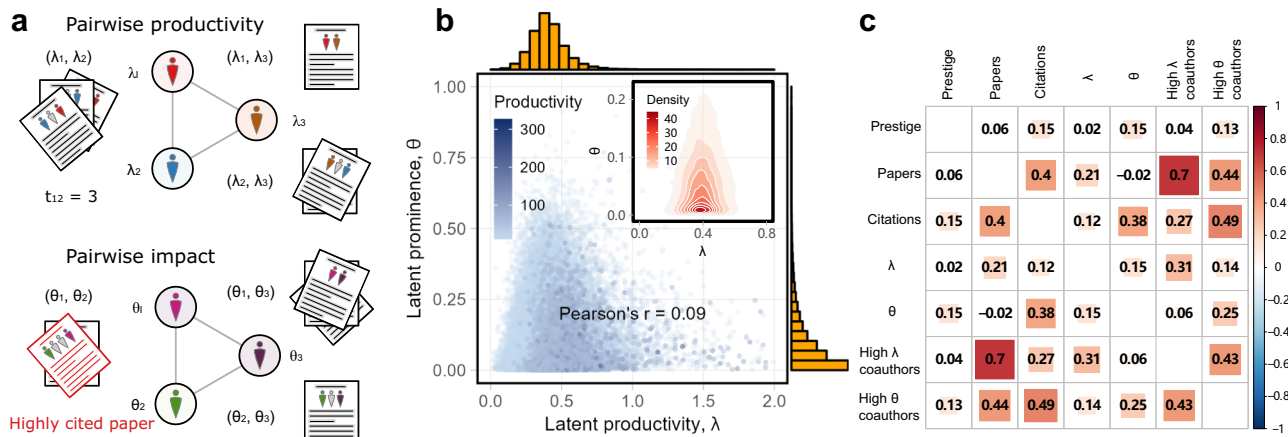 a
Pairwise productivity
(λ₁, λ₂)
λ₁
(λ₁, λ₃)
λ₃
λ₂
(λ₂, λ₃)
t₁₂ = 3
Pairwise impact
(θ₁, θ₂)
θ₁
(θ₁, θ₃)
θ₃
θ₂
(θ₂, θ₃)
Highly cited paper
b
Latent prominence, θ
1.00
0.75
0.50
0.25
0.00
Productivity
300
200
100
Density
40
30
20
10
θ
0.2
0.1
0.0
0.0
0.4
0.8
λ
Pearson's r = 0.09
0.0
0.5
1.0
1.5
2.0
Latent productivity, λ
c
Prestige
Papers
Citations
λ
θ
High λ
coauthors
High θ
coauthors
Prestige 0.06 0.15 0.02 0.15 0.04 0.13
Papers 0.06 0.4 0.21 −0.02 0.7 0.44
Citations 0.15 0.4 0.12 0.38 0.27 0.49
λ 0.02 0.21 0.12 0.15 0.31 0.14
θ 0.15 −0.02 0.38 0.15 0.06 0.25
High λ
coauthors 0.04 0.7 0.27 0.31 0.06 0.43
High θ
coauthors 0.13 0.44 0.49 0.14 0.25 0.43
1
0.8
0.6
0.4
0.2
0
−0.2
−0.4
−0.6
−0.8
−1